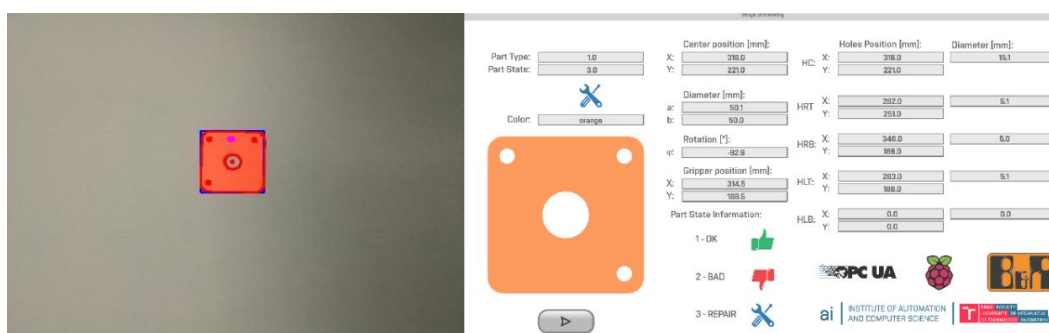 Image processing
Part Type: 1.0
Part State: 3.0
Color: orange
Center position [mm]:
X: 316.0
Y: 221.0
Diameter [mm]:
a: 50.1
b: 50.0
Rotation [°]:
φ: -92.8
Gripper position [mm]:
X: 314.5
Y: 188.5
Part State Information:
1 - OK
2 - BAD
3 - REPAIR
Holes Position [mm]: Diameter [mm]:
HC: X: 316.0 15.1
Y: 221.0
HRT X: 282.0 5.1
Y: 251.0
HRB: X: 346.0 5.0
Y: 189.0
HLT: X: 283.0 5.1
Y: 188.0
HLB: X: 0.0 0.0
Y: 0.0
OPC UA
B&R
ai INSTITUTE OF AUTOMATION
AND COMPUTER SCIENCE